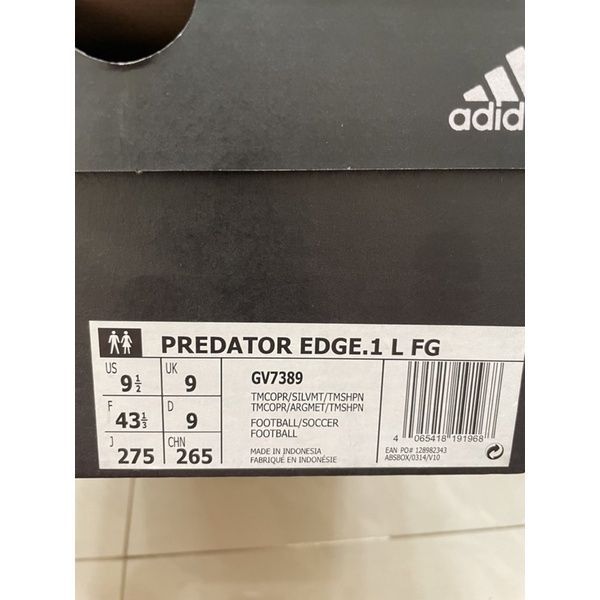 adid
PREDATOR EDGE.1 L FG
US 9½ UK 9
F 43⅓ D 9
J 275 CHN 265
GV7389
TMCOPR/SILVMT/TMSHPN
TMCOPR/ARGMET/TMSHPN
FOOTBALL/SOCCER
FOOTBALL
MADE IN INDONESIA
FABRIQUÉ EN INDONÉSIE
4 065418 191968
EAN PO# 128982343
ABSBOX/0314/V10